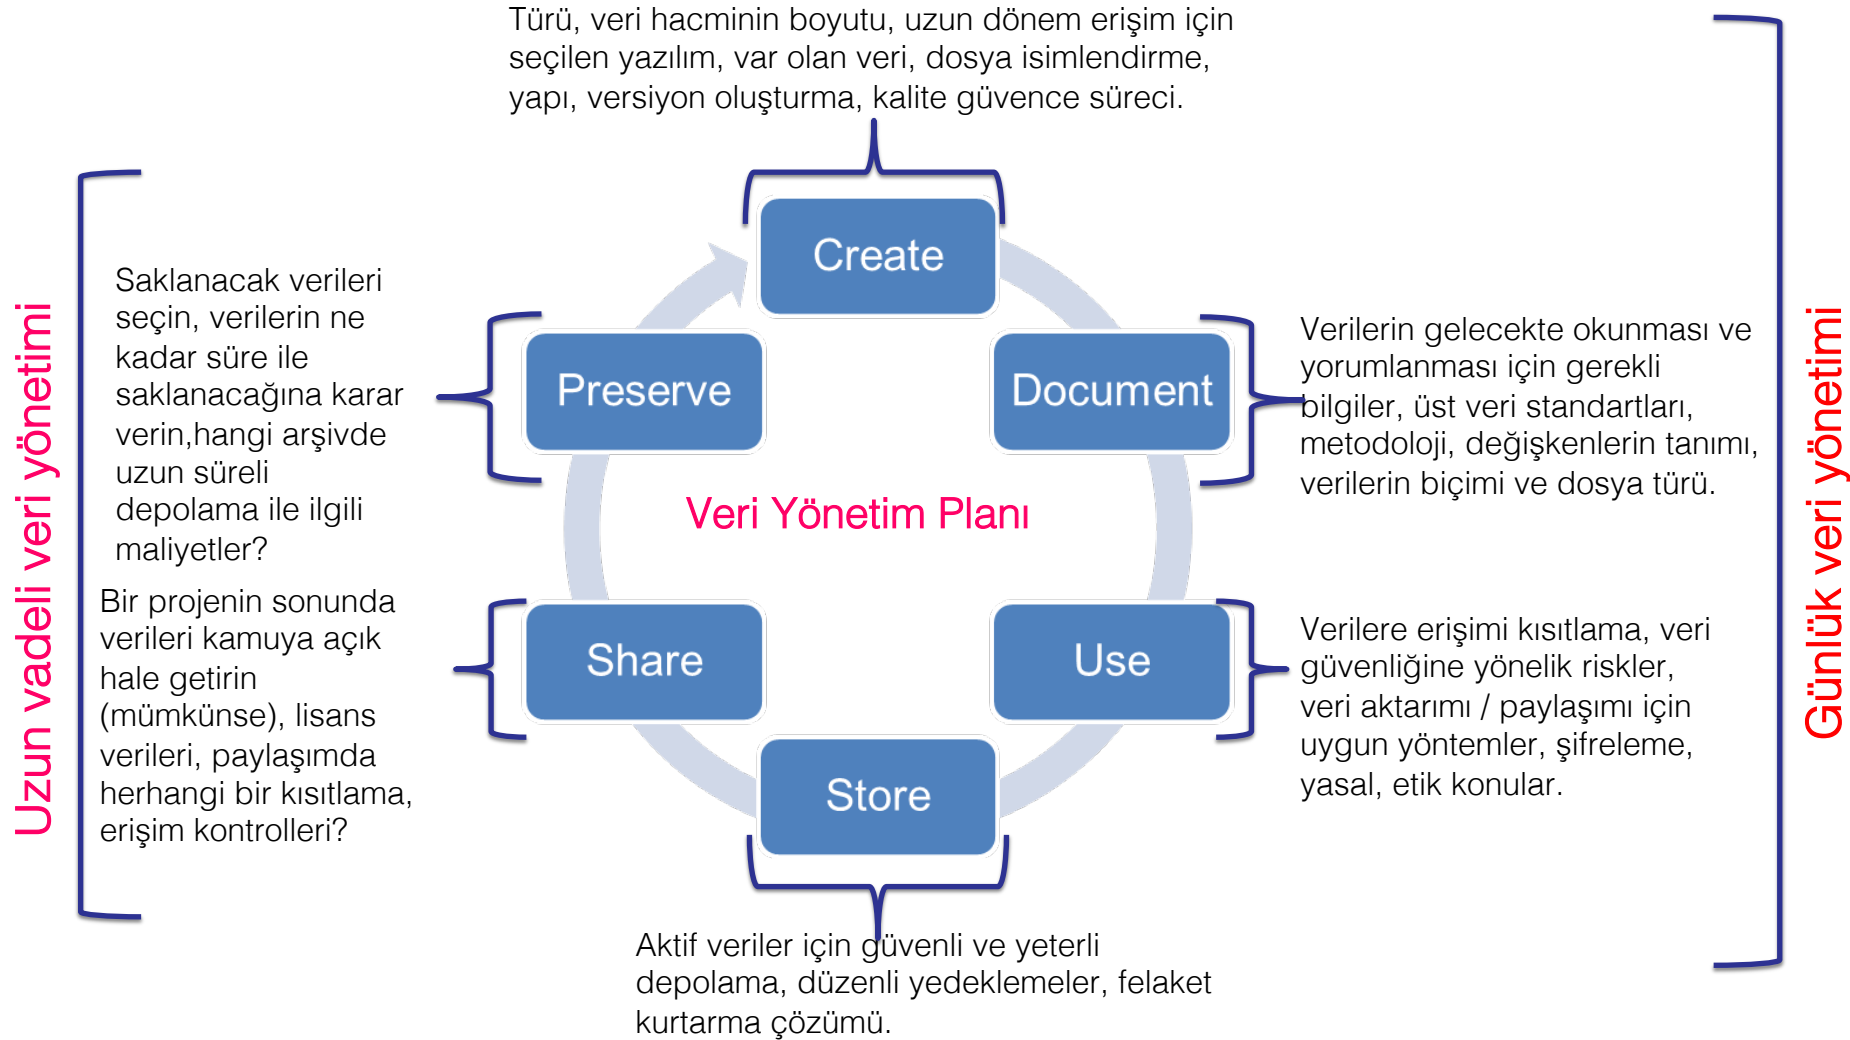 Türü, veri hacminin boyutu, uzun dönem erişim için
seçilen yazılım, var olan veri, dosya isimlendirme,
yapı, versiyon oluşturma, kalite güvence süreci.
Create
Uzun vadeli veri yönetimi
Saklanacak verileri
seçin, verilerin ne
kadar süre ile
saklanacağına karar
verin,hangi arşivde
uzun süreli
depolama ile ilgili
maliyetler?
Preserve
Document
Verilerin gelecekte okunması ve
yorumlanması için gerekli
bilgiler, üst veri standartları,
metodoloji, değişkenlerin tanımı,
verilerin biçimi ve dosya türü.
Günlük veri yönetimi
Veri Yönetim Planı
Bir projenin sonunda
verileri kamuya açık
hale getirin
(mümkünse), lisans
verileri, paylaşımda
herhangi bir kısıtlama,
erişim kontrolleri?
Share
Use
Verilere erişimi kısıtlama, veri
güvenliğine yönelik riskler,
veri aktarımı / paylaşımı için
uygun yöntemler, şifreleme,
yasal, etik konular.
Store
Aktif veriler için güvenli ve yeterli
depolama, düzenli yedeklemeler, felaket
kurtarma çözümü.